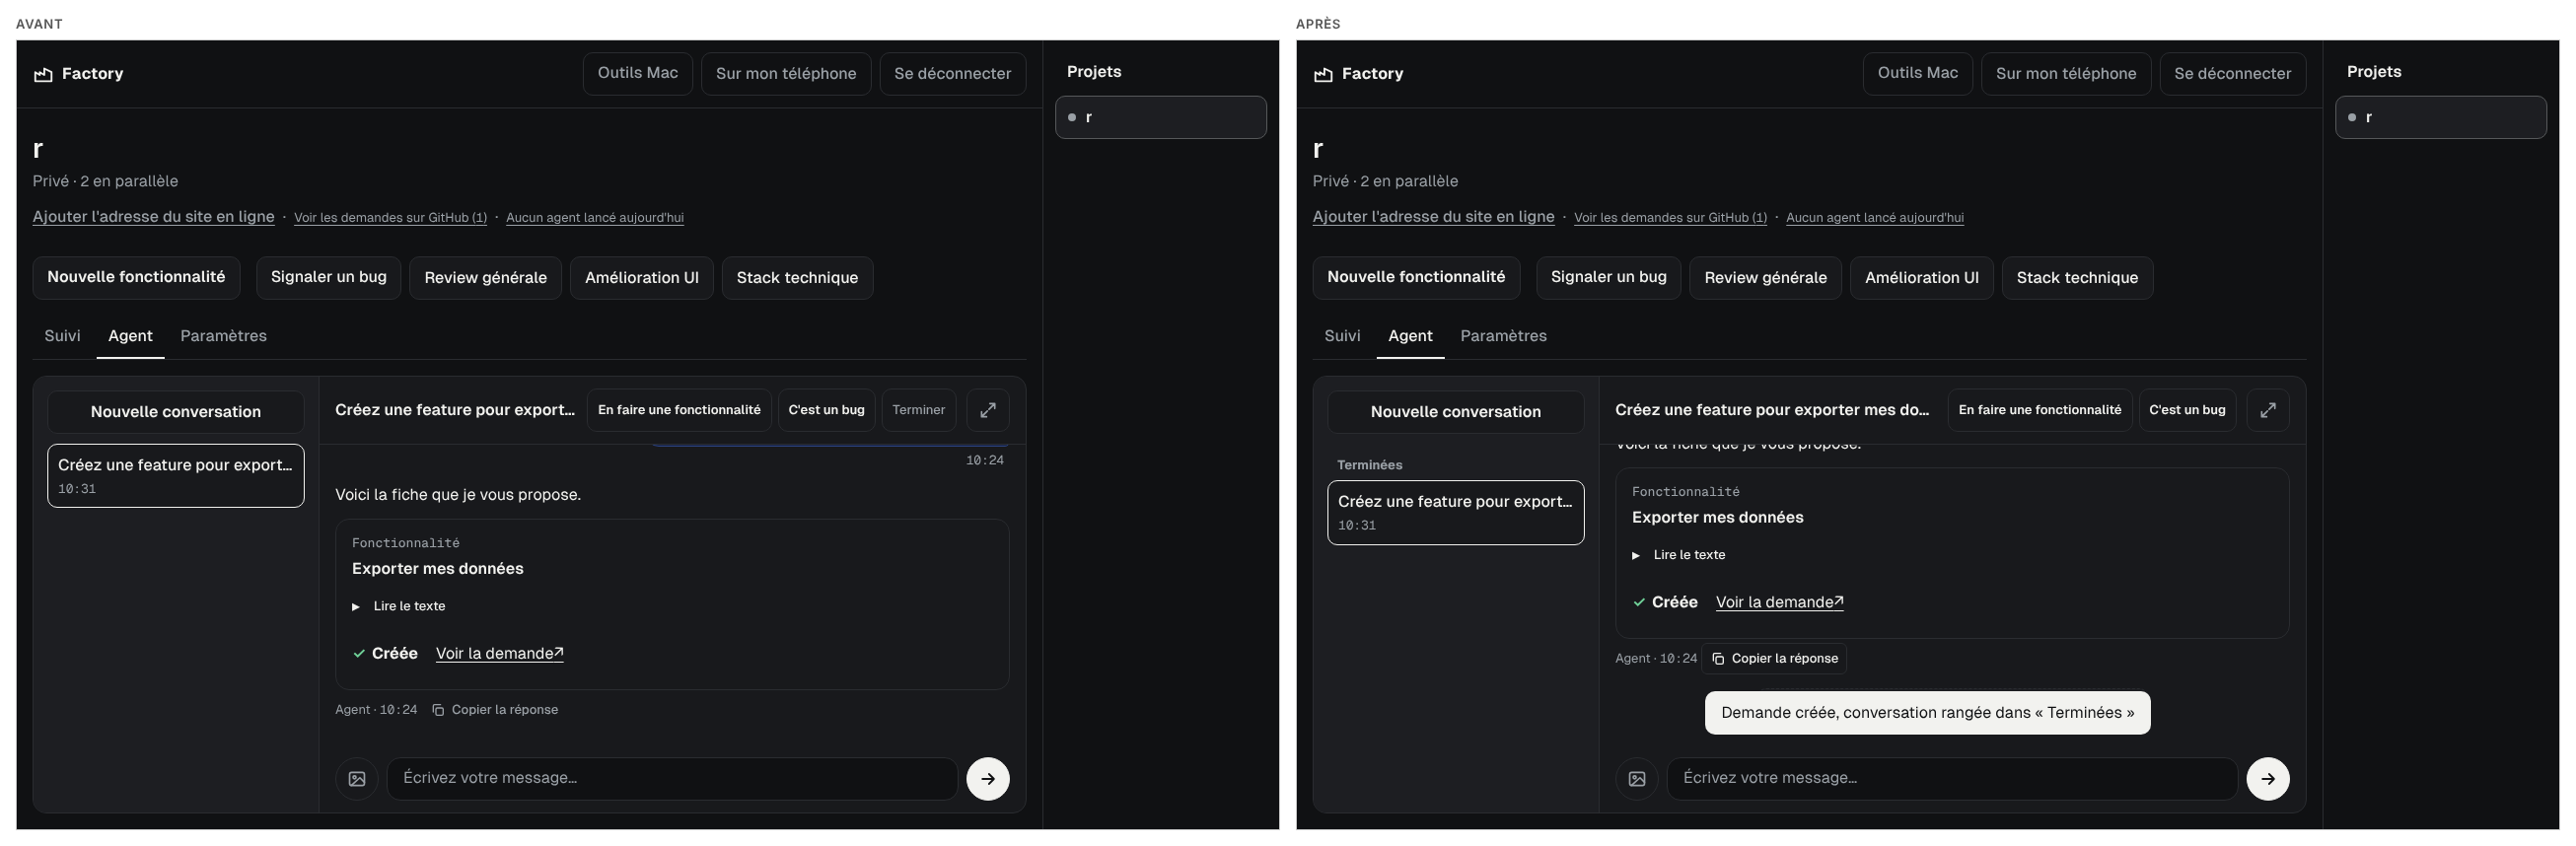 AVANT
Factory
Outils Mac
Sur mon téléphone
Se déconnecter
Projets
r
r
Privé · 2 en parallèle
Ajouter l'adresse du site en ligne · Voir les demandes sur GitHub (1) · Aucun agent lancé aujourd'hui
Nouvelle fonctionnalité
Signaler un bug
Review générale
Amélioration UI
Stack technique
Suivi
Agent
Paramètres
Nouvelle conversation
Créez une feature pour export...
10:31
Créez une feature pour export...
En faire une fonctionnalité
C'est un bug
Terminer
10:24
Voici la fiche que je vous propose.
Fonctionnalité
Exporter mes données
Lire le texte
Créée
Voir la demande
Agent · 10:24
Copier la réponse
Écrivez votre message...
APRÈS
Factory
Outils Mac
Sur mon téléphone
Se déconnecter
Projets
r
r
Privé · 2 en parallèle
Ajouter l'adresse du site en ligne · Voir les demandes sur GitHub (1) · Aucun agent lancé aujourd'hui
Nouvelle fonctionnalité
Signaler un bug
Review générale
Amélioration UI
Stack technique
Suivi
Agent
Paramètres
Nouvelle conversation
Terminées
Créez une feature pour export...
10:31
Créez une feature pour exporter mes do...
En faire une fonctionnalité
C'est un bug
Voici la fiche que je vous propose.
Fonctionnalité
Exporter mes données
Lire le texte
Créée
Voir la demande
Agent · 10:24
Copier la réponse
Demande créée, conversation rangée dans « Terminées »
Écrivez votre message...